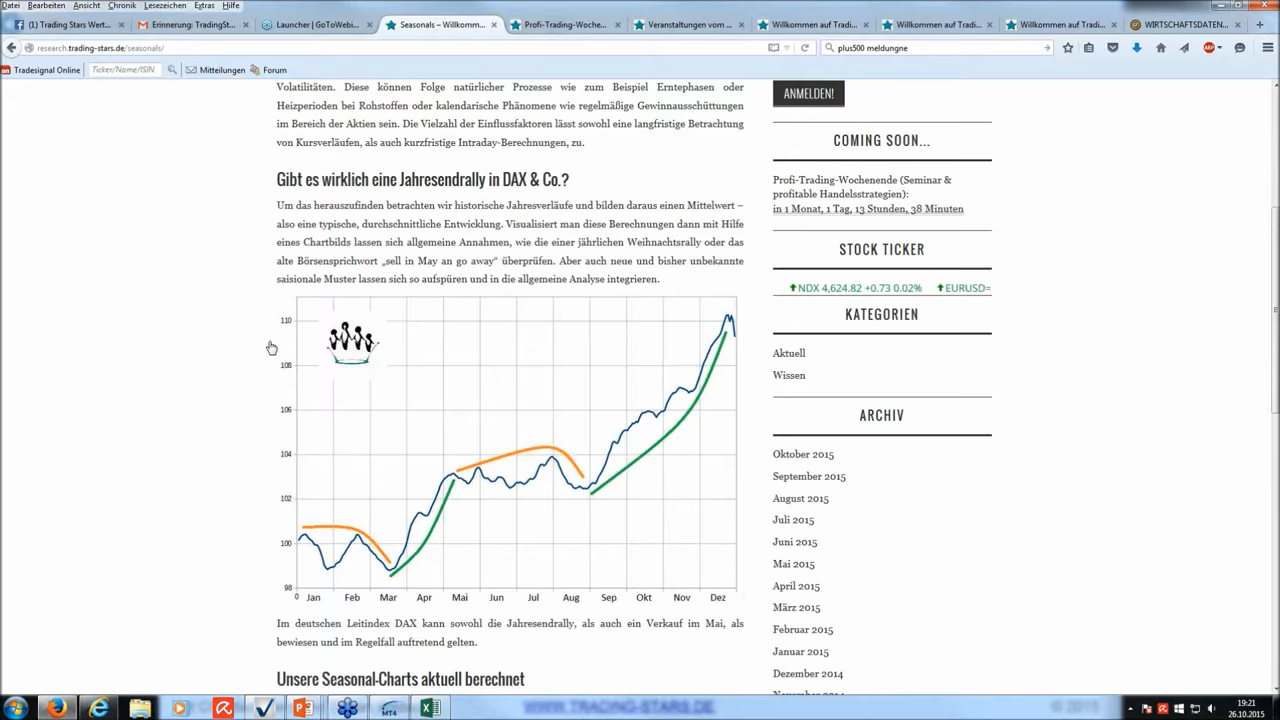 Datei Bearbeiten Ansicht Chronik Lesezeichen Extras Hilfe
(1) Trading Stars Wert...
Erinnerung: TradingSt...
Launcher | GoToWebi...
Seasonals – Willkomm...
Profi-Trading-Woche...
Veranstaltungen vom ...
Willkommen auf Tradi...
Willkommen auf Tradi...
Willkommen auf Tradi...
WIRTSCHAFTSDATEN...
research.trading-stars.de/seasonals/
plus500 meldungne
ABP
Tradesignal Online
Ticker/Name/ISIN
Mitteilungen
Forum
Volatilitäten. Diese können Folge natürlicher Prozesse wie zum Beispiel Erntephasen oder
Heizperioden bei Rohstoffen oder kalendarische Phänomene wie regelmäßige Gewinnausschüttungen
im Bereich der Aktien sein. Die Vielzahl der Einflussfaktoren lässt sowohl eine langfristige Betrachtung
von Kursverläufen, als auch kurzfristige Intraday-Berechnungen, zu.
Gibt es wirklich eine Jahresendrally in DAX & Co.?
Um das herauszufinden betrachten wir historische Jahresverläufe und bilden daraus einen Mittelwert –
also eine typische, durchschnittliche Entwicklung. Visualisiert man diese Berechnungen dann mit Hilfe
eines Chartbilds lassen sich allgemeine Annahmen, wie die einer jährlichen Weihnachtsrally oder das
alte Börsensprichwort „sell in May an go away“ überprüfen. Aber auch neue und bisher unbekannte
saisionale Muster lassen sich so aufspüren und in die allgemeine Analyse integrieren.
110
108
106
104
102
100
98
0 Jan Feb Mar Apr Mai Jun Jul Aug Sep Okt Nov Dez
Im deutschen Leitindex DAX kann sowohl die Jahresendrally, als auch ein Verkauf im Mai, als
bewiesen und im Regelfall auftretend gelten.
Unsere Seasonal-Charts aktuell berechnet
ANMELDEN!
COMING SOON...
Profi-Trading-Wochenende (Seminar &
profitable Handelsstrategien):
in 1 Monat, 1 Tag, 13 Stunden, 38 Minuten
STOCK TICKER
NDX 4,624.82 +0.73 0.02% EURUSD=
KATEGORIEN
Aktuell
Wissen
ARCHIV
Oktober 2015
September 2015
August 2015
Juli 2015
Juni 2015
Mai 2015
April 2015
März 2015
Februar 2015
Januar 2015
Dezember 2014
November 2014
MT4
WWW.TRADING-STARS.DE
19:21
26.10.2015